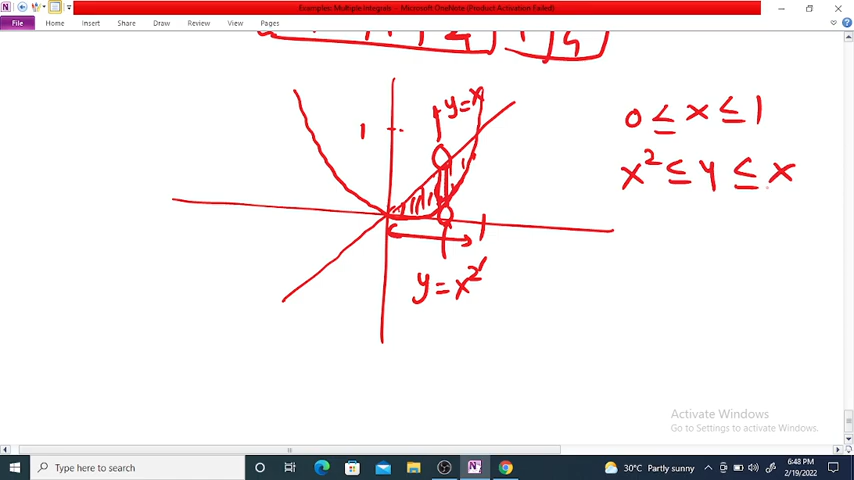 Examples: Multiple Integrals - Microsoft OneNote (Product Activation Failed)
File Home Insert Share Draw Review View Pages
1 y=x
0 ≤ x ≤ 1
x² ≤ y ≤ x
1
y = x²
Activate Windows
Go to Settings to activate Windows.
Type here to search
30°C Partly sunny
6:48 PM
2/19/2022